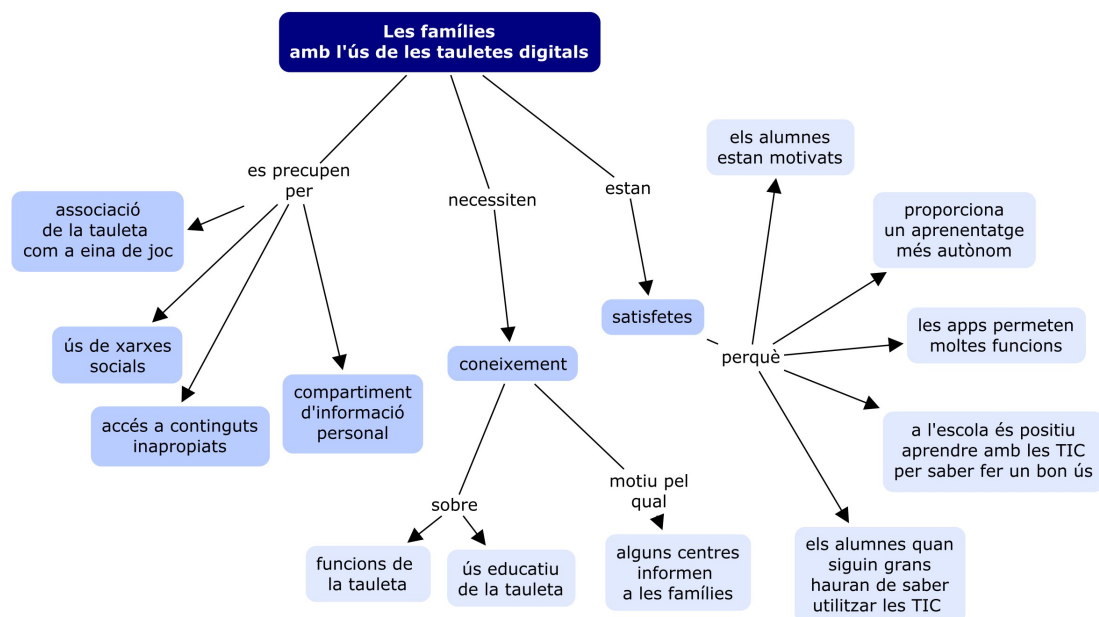 Les famílies
amb l'ús de les tauletes digitals
es precupen
per
necessiten
estan
associació
de la tauleta
com a eina de joc
ús de xarxes
socials
accés a continguts
inapropiats
compartiment
d'informació
personal
coneixement
sobre
funcions de
la tauleta
ús educatiu
de la tauleta
motiu pel
qual
alguns centres
informen
a les famílies
satisfetes
perquè
els alumnes
estan motivats
proporciona
un aprenentatge
més autònom
les apps permeten
moltes funcions
a l'escola és positiu
aprendre amb les TIC
per saber fer un bon ús
els alumnes quan
siguin grans
hauran de saber
utilitzar les TIC